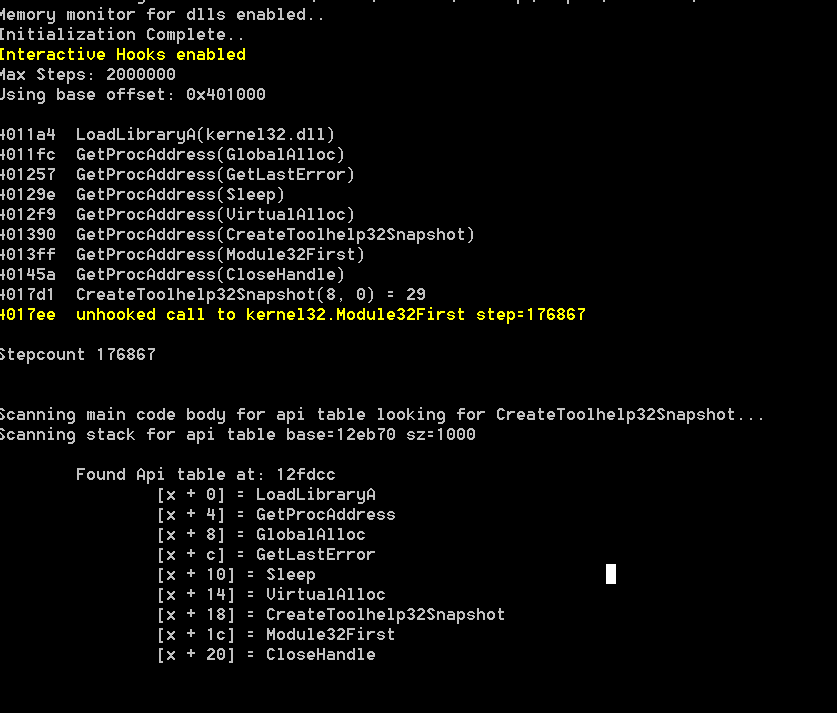 Memory monitor for dlls enabled..
Initialization Complete..
Interactive Hooks enabled
Max Steps: 2000000
Using base offset: 0x401000
4011a4  LoadLibraryA(kernel32.dll)
4011fc  GetProcAddress(GlobalAlloc)
401257  GetProcAddress(GetLastError)
40129e  GetProcAddress(Sleep)
4012f9  GetProcAddress(VirtualAlloc)
401390  GetProcAddress(CreateToolhelp32Snapshot)
4013ff  GetProcAddress(Module32First)
40145a  GetProcAddress(CloseHandle)
4017d1  CreateToolhelp32Snapshot(8, 0) = 29
4017ee  unhooked call to kernel32.Module32First step=176867
Stepcount 176867
Scanning main code body for api table looking for CreateToolhelp32Snapshot...
Scanning stack for api table base=12eb70 sz=1000
Found Api table at: 12fdcc
[x + 0] = LoadLibraryA
[x + 4] = GetProcAddress
[x + 8] = GlobalAlloc
[x + c] = GetLastError
[x + 10] = Sleep
[x + 14] = VirtualAlloc
[x + 18] = CreateToolhelp32Snapshot
[x + 1c] = Module32First
[x + 20] = CloseHandle